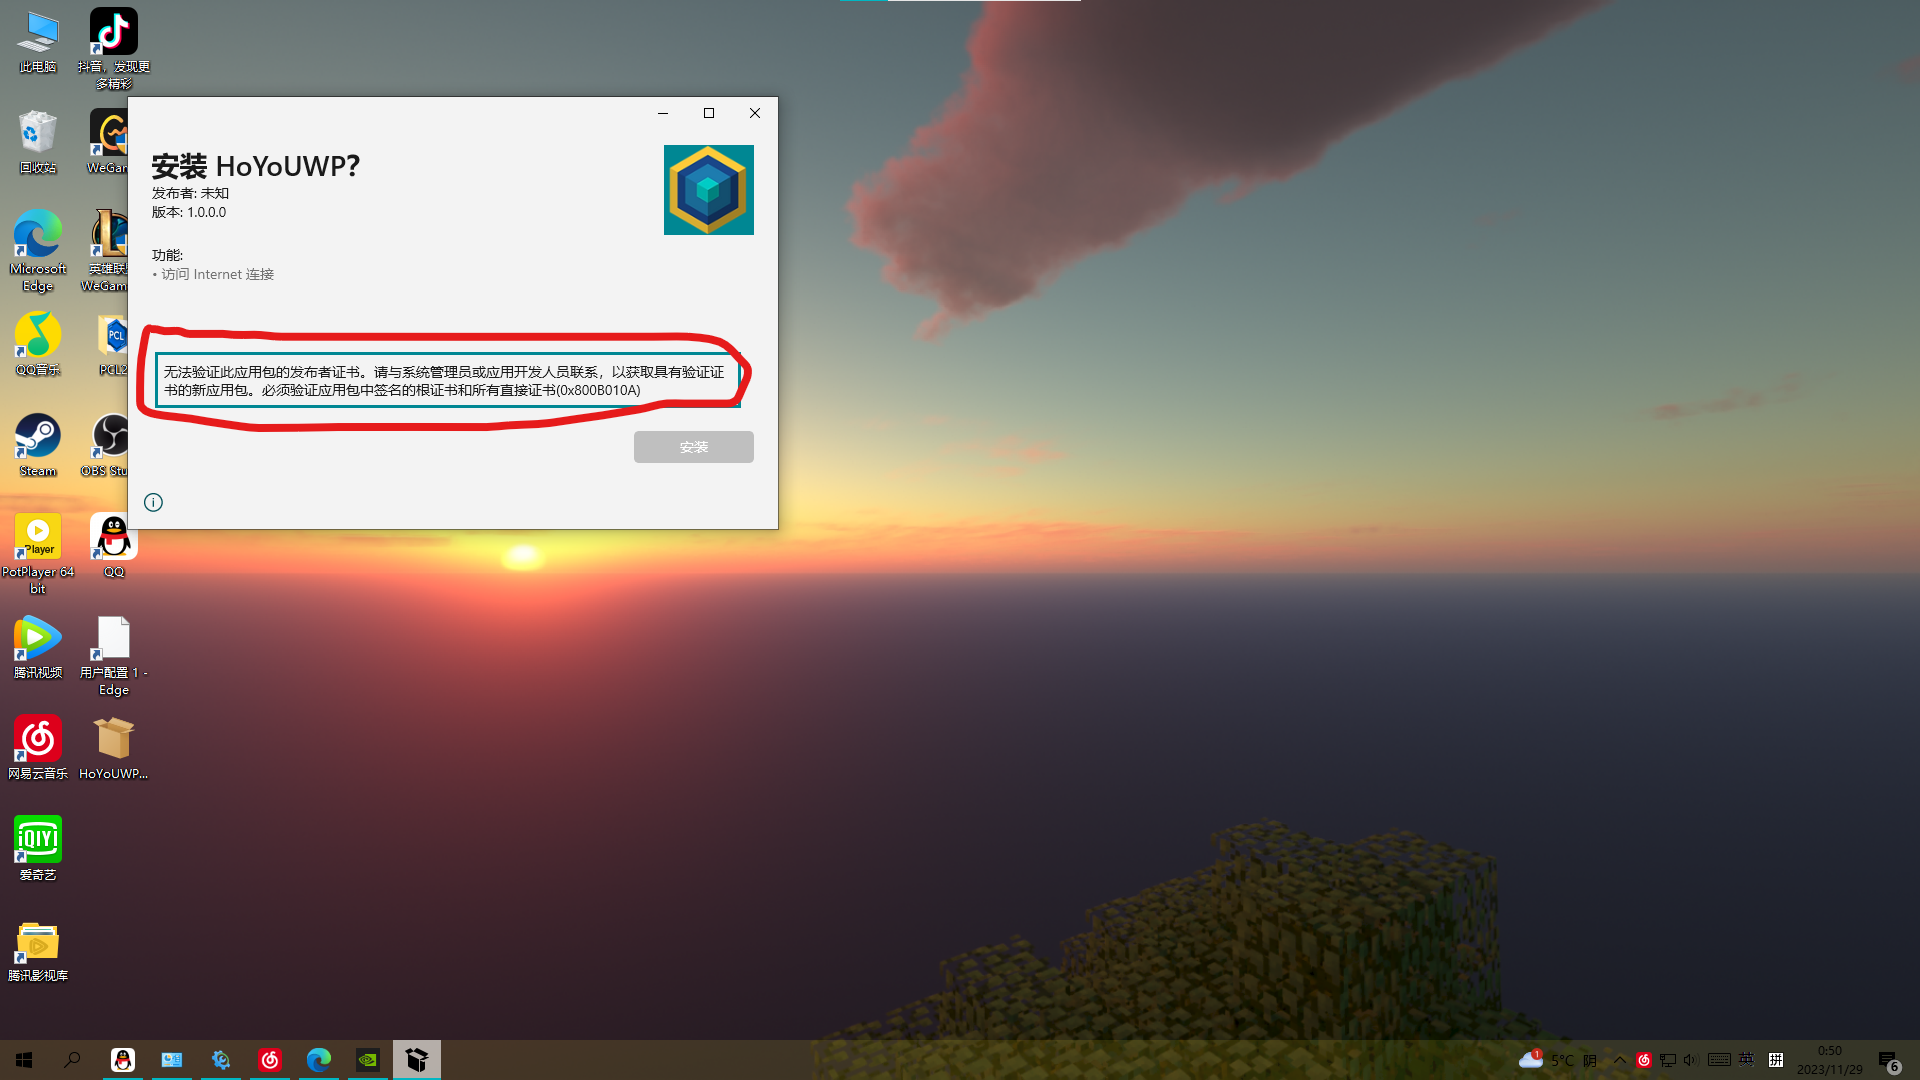 此电脑
抖音，发现更
多精彩
回收站
WeGam
Microsoft
Edge
英雄联盟
WeGam
QQ音乐
PCL
PCL2
Steam
OBS Stu
Player
PotPlayer 64
bit
QQ
腾讯视频
用户配置 1 -
Edge
网易云音乐
HoYoUWP...
iQIYI
爱奇艺
腾讯影视库
安装 HoYoUWP?
发布者: 未知
版本: 1.0.0.0
功能:
• 访问 Internet 连接
无法验证此应用包的发布者证书。请与系统管理员或应用开发人员联系，以获取具有验证证
书的新应用包。必须验证应用包中签名的根证书和所有直接证书(0x800B010A)
安装
1
5°C 阴
英
拼
0:50
2023/11/29
6